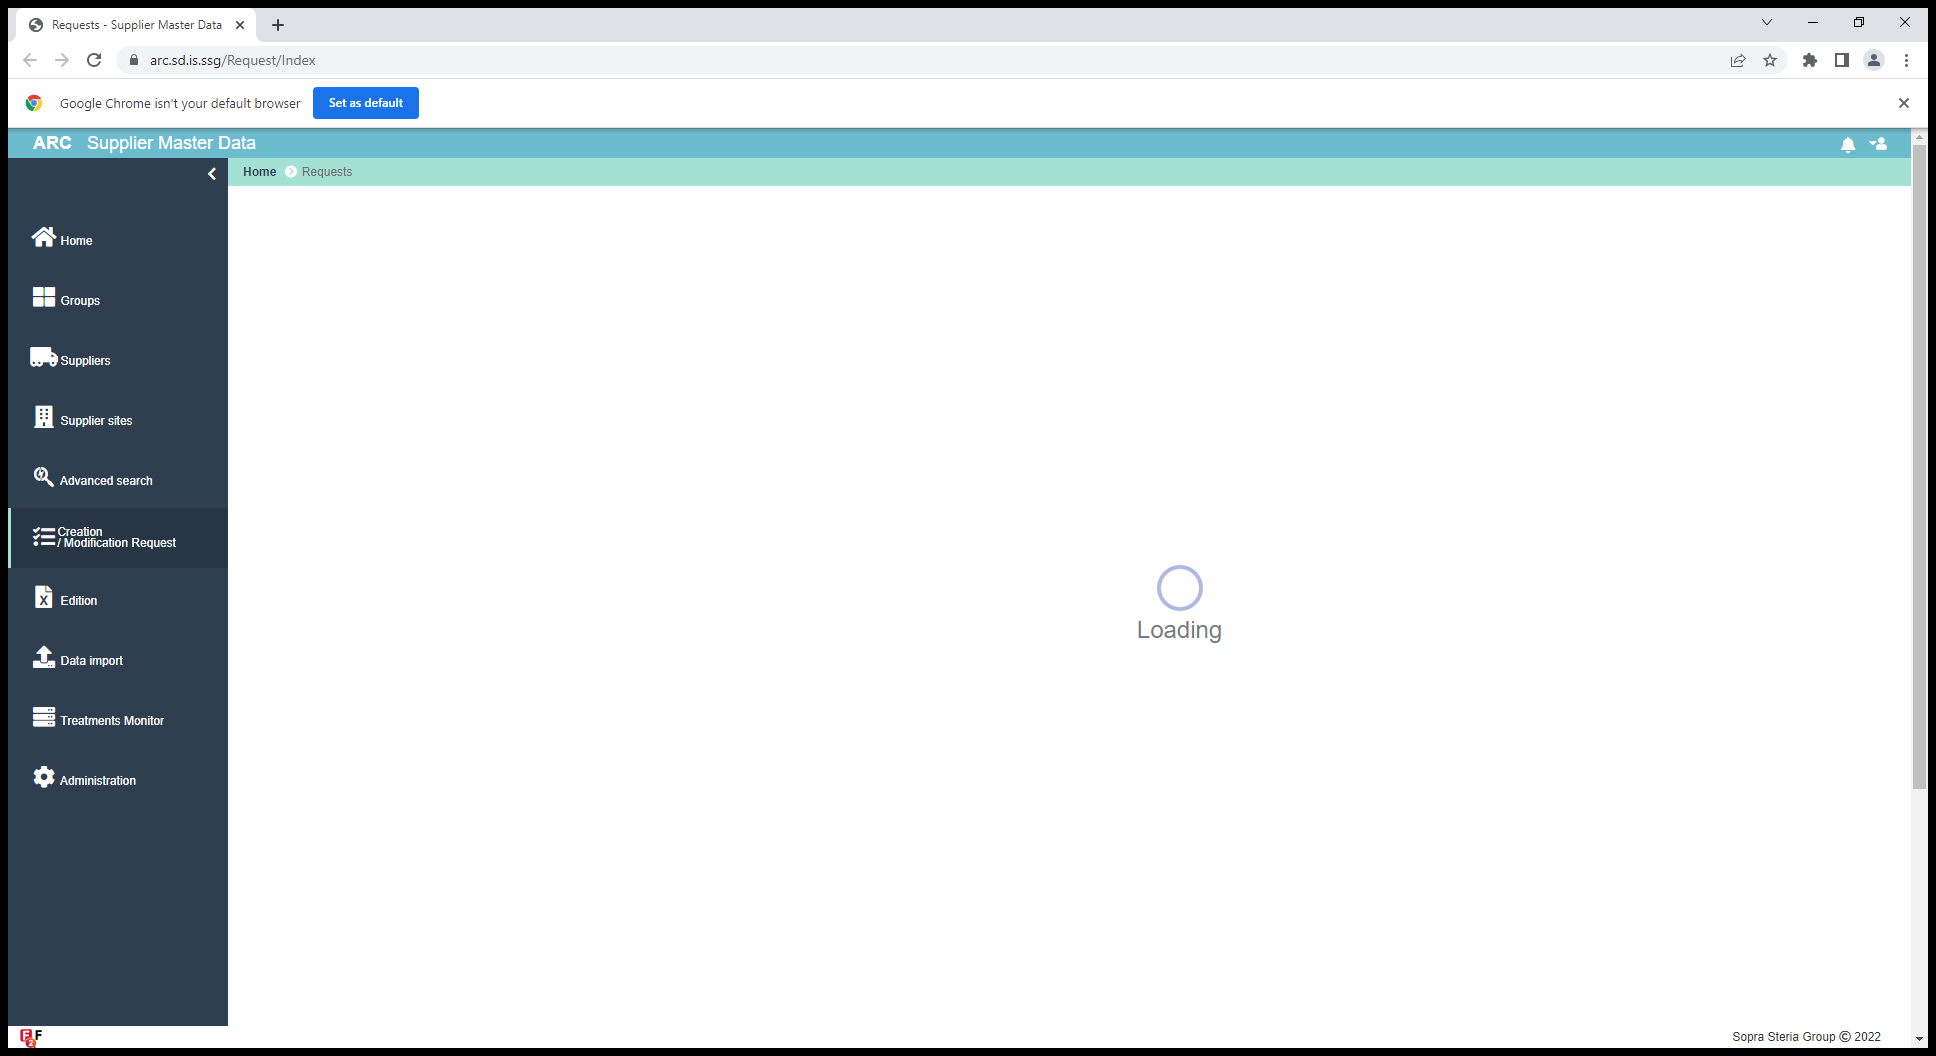 Requests - Supplier Master Data
arc.sd.is.ssg/Request/Index
Google Chrome isn't your default browser
Set as default
ARC Supplier Master Data
Home Requests
Home
Groups
Suppliers
Supplier sites
Advanced search
Creation
/ Modification Request
X Edition
Data import
Treatments Monitor
Administration
Loading
F F
2
Sopra Steria Group © 2022